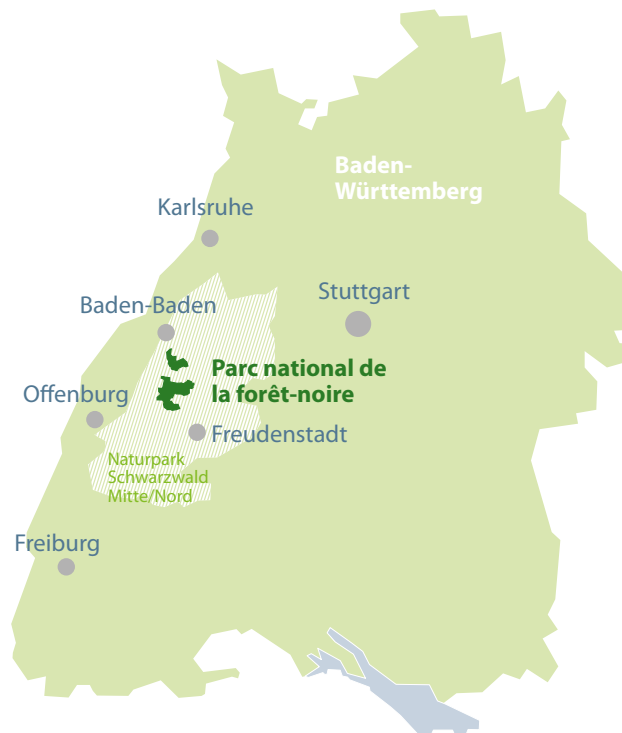 Baden-
Württemberg
Karlsruhe
Stuttgart
Baden-Baden
Parc national de
la forêt-noire
Offenburg
Freudenstadt
Naturpark
Schwarzwald
Mitte/Nord
Freiburg